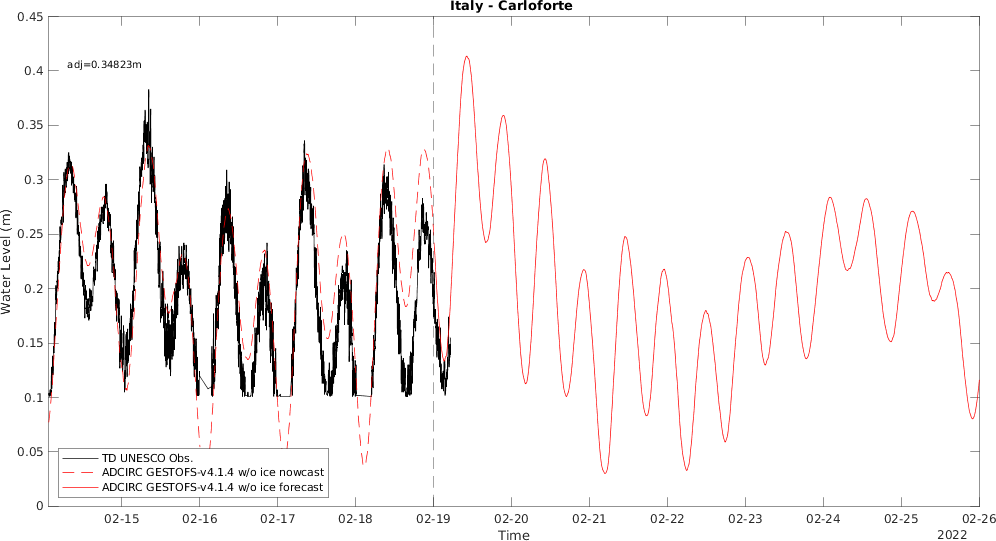 Italy - Carloforte
adj=0.34823m
Water Level (m)
0.45
0.4
0.35
0.3
0.25
0.2
0.15
0.1
0.05
0
TD UNESCO Obs.
ADCIRC GESTOFS-v4.1.4 w/o ice nowcast
ADCIRC GESTOFS-v4.1.4 w/o ice forecast
02-15 02-16 02-17 02-18 02-19 02-20 02-21 02-22 02-23 02-24 02-25 02-26
Time
2022